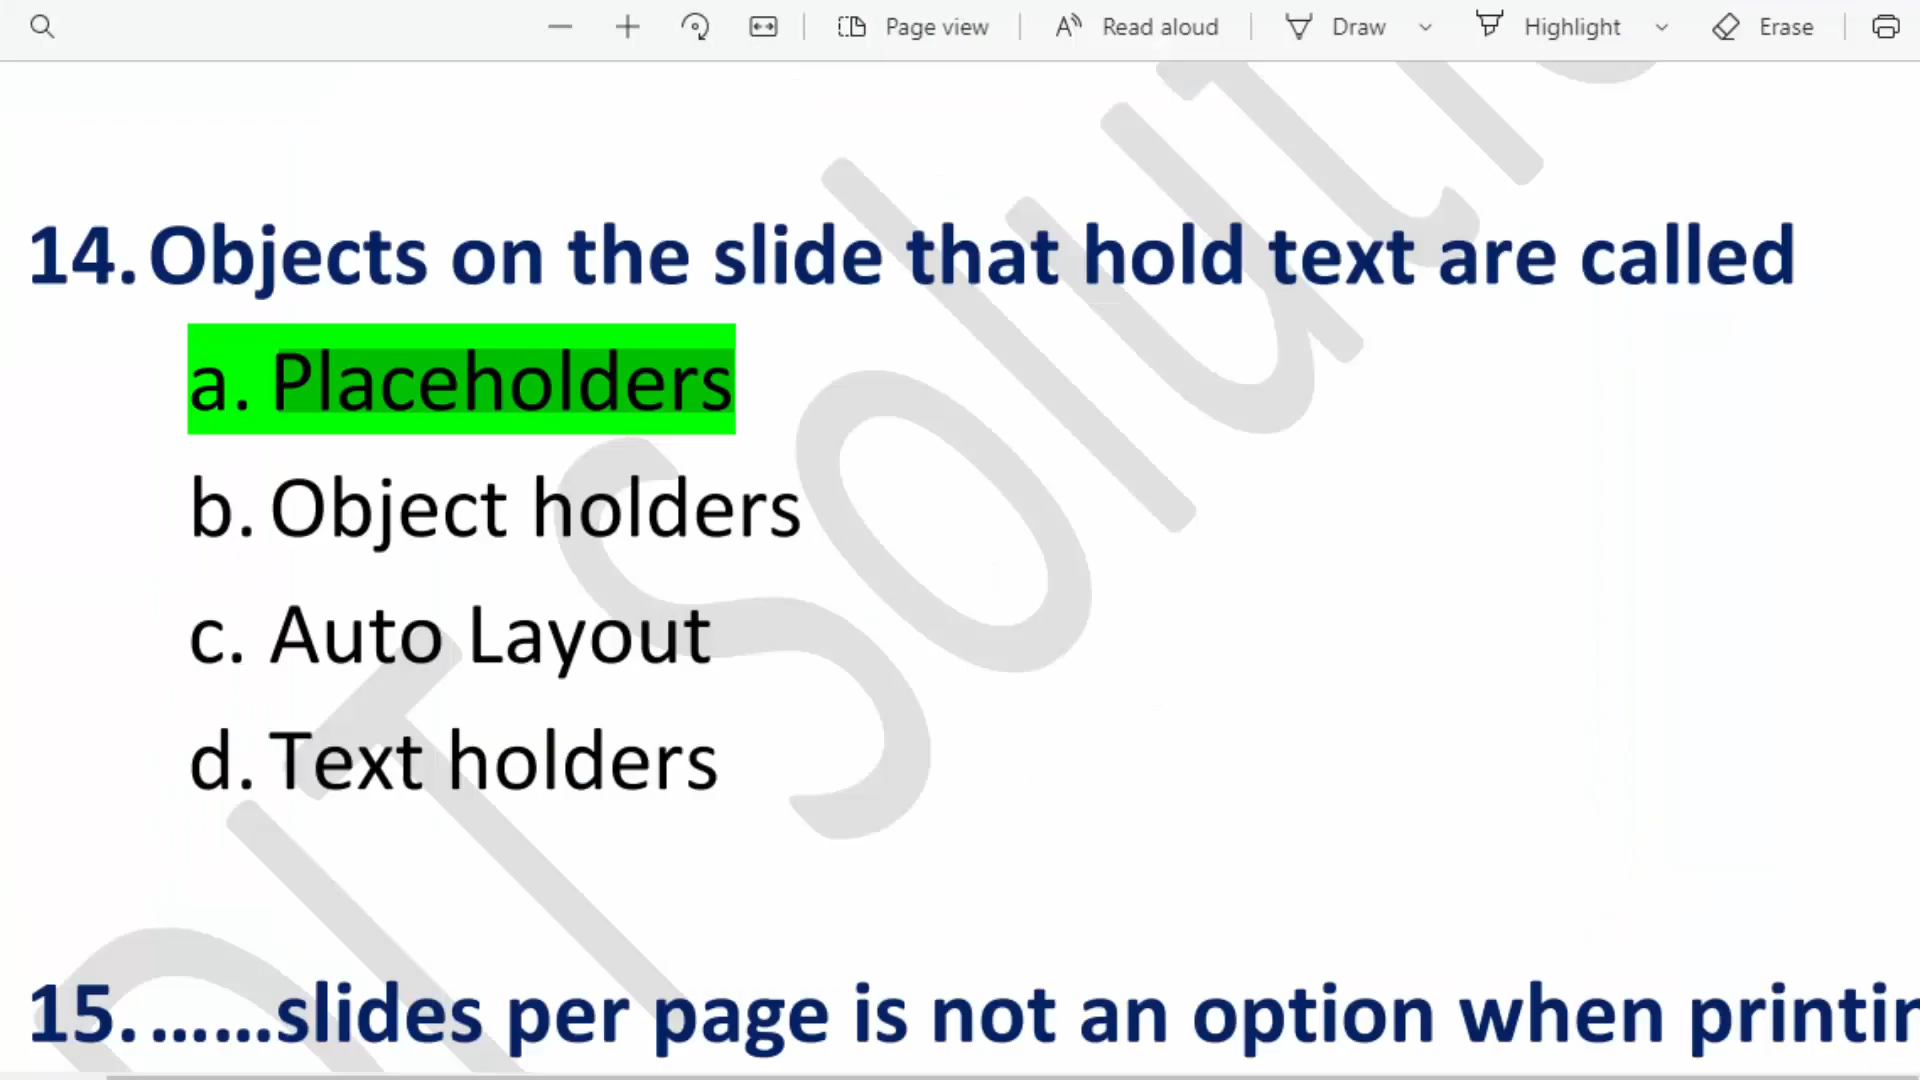 Page view
Read aloud
Draw
Highlight
Erase
14. Objects on the slide that hold text are called
a. Placeholders
b. Object holders
c. Auto Layout
d. Text holders
15. ......slides per page is not an option when